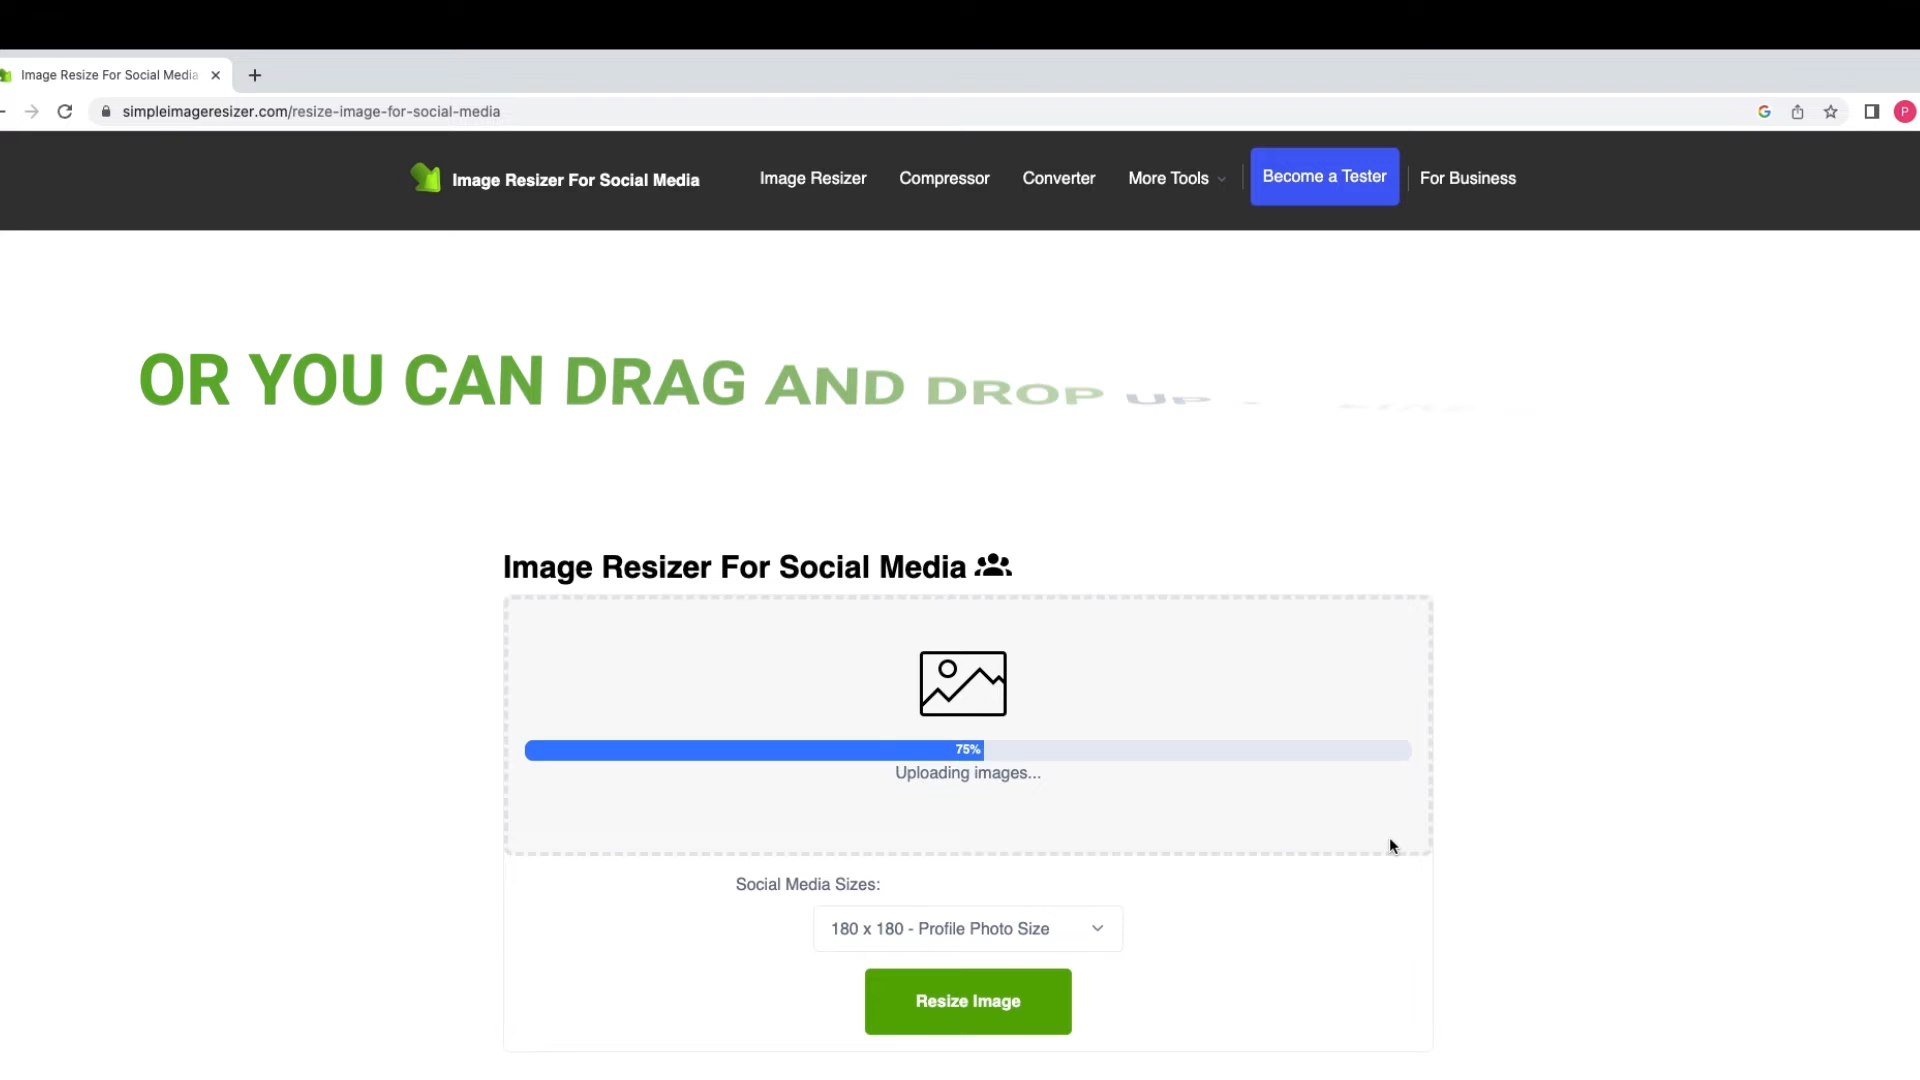 Image Resize For Social Media
simpleimageresizer.com/resize-image-for-social-media
P
Image Resizer For Social Media
Image Resizer
Compressor
Converter
More Tools
Become a Tester
For Business
OR YOU CAN DRAG AND DROP UP
Image Resizer For Social Media
75%
Uploading images...
Social Media Sizes:
180 x 180 - Profile Photo Size
Resize Image